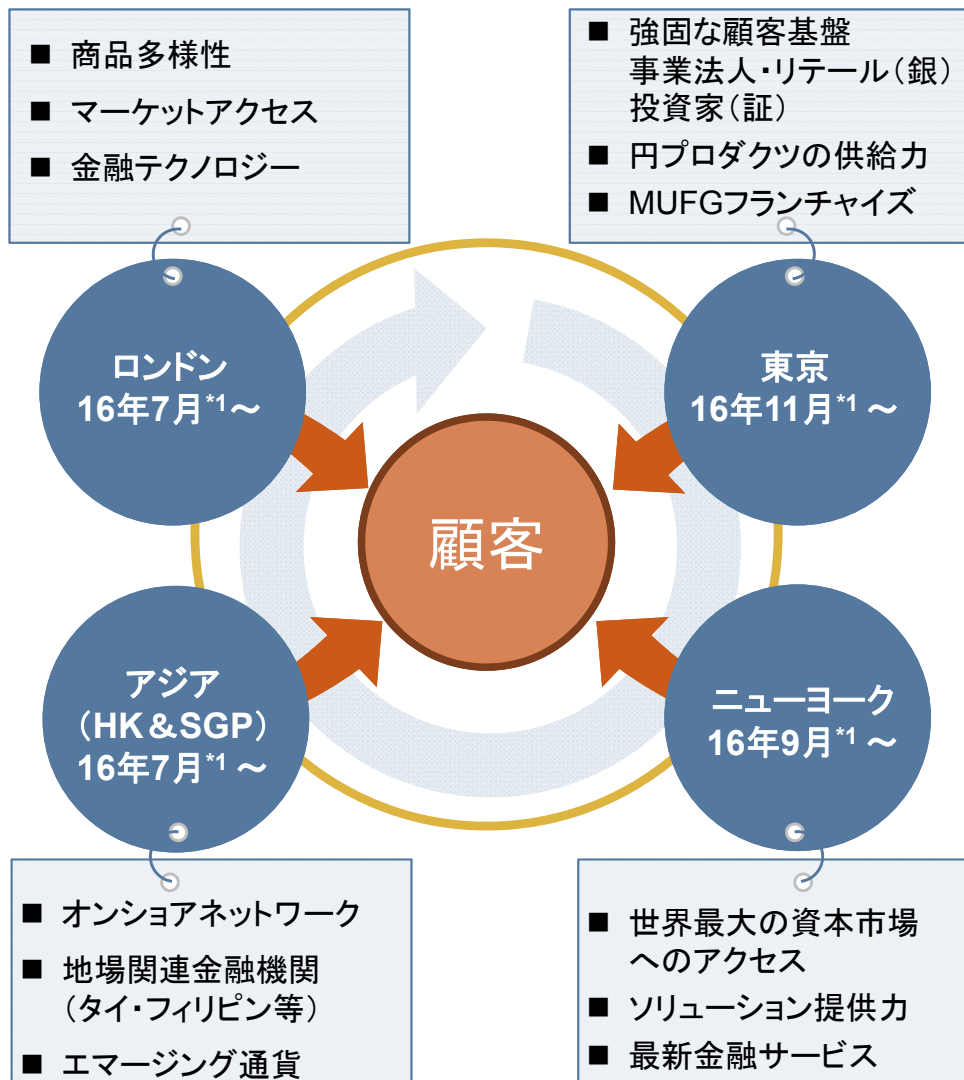 ■ 商品多様性
■ マーケットアクセス
■ 金融テクノロジー
■ 強固な顧客基盤
事業法人・リテール（銀）
投資家（証）
■ 円プロダクツの供給力
■ MUFGフランチャイズ
ロンドン
16年7月*1～
東京
16年11月*1 ～
顧客
アジア
（HK＆SGP）
16年7月*1 ～
ニューヨーク
16年9月*1 ～
■ オンショアネットワーク
■ 地場関連金融機関
（タイ・フィリピン等）
■ エマージング通貨
■ 世界最大の資本市場
へのアクセス
■ ソリューション提供力
■ 最新金融サービス